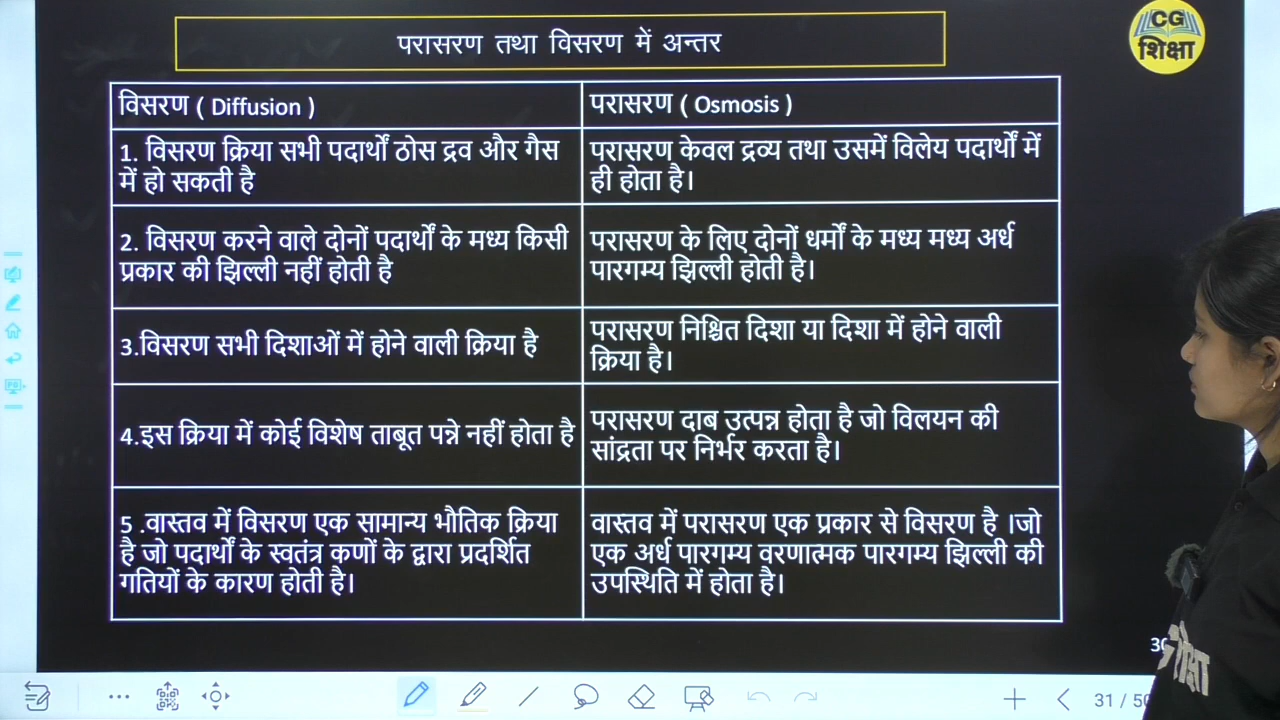 परासरण तथा विसरण में अन्तर
CG
शिक्षा
विसरण ( Diffusion )
परासरण ( Osmosis )
1. विसरण क्रिया सभी पदार्थों ठोस द्रव और गैस
में हो सकती है
परासरण केवल द्रव्य तथा उसमें विलेय पदार्थों में
ही होता है।
2. विसरण करने वाले दोनों पदार्थों के मध्य किसी
प्रकार की झिल्ली नहीं होती है
परासरण के लिए दोनों धर्मों के मध्य मध्य अर्ध
पारगम्य झिल्ली होती है।
3.विसरण सभी दिशाओं में होने वाली क्रिया है
परासरण निश्चित दिशा या दिशा में होने वाली
क्रिया है।
4.इस क्रिया में कोई विशेष ताबूत पन्ने नहीं होता है
परासरण दाब उत्पन्न होता है जो विलयन की
सांद्रता पर निर्भर करता है।
5 .वास्तव में विसरण एक सामान्य भौतिक क्रिया
है जो पदार्थों के स्वतंत्र कणों के द्वारा प्रदर्शित
गतियों के कारण होती है।
वास्तव में परासरण एक प्रकार से विसरण है ।जो
एक अर्ध पारगम्य वरणात्मक पारगम्य झिल्ली की
उपस्थिति में होता है।
31 / 50